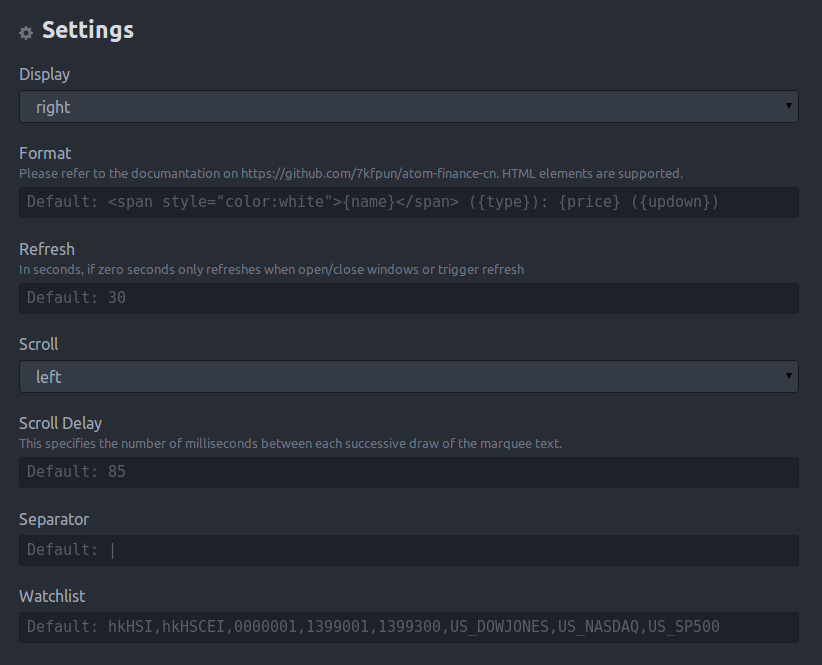 Settings
Display
right
Format
Please refer to the documantation on https://github.com/7kfpun/atom-finance-cn. HTML elements are supported.
Default: <span style="color:white">{name}</span> ({type}): {price} ({updown})
Refresh
In seconds, if zero seconds only refreshes when open/close windows or trigger refresh
Default: 30
Scroll
left
Scroll Delay
This specifies the number of milliseconds between each successive draw of the marquee text.
Default: 85
Separator
Default: |
Watchlist
Default: hkHSI,hkHSCEI,0000001,1399001,1399300,US_DOWJONES,US_NASDAQ,US_SP500